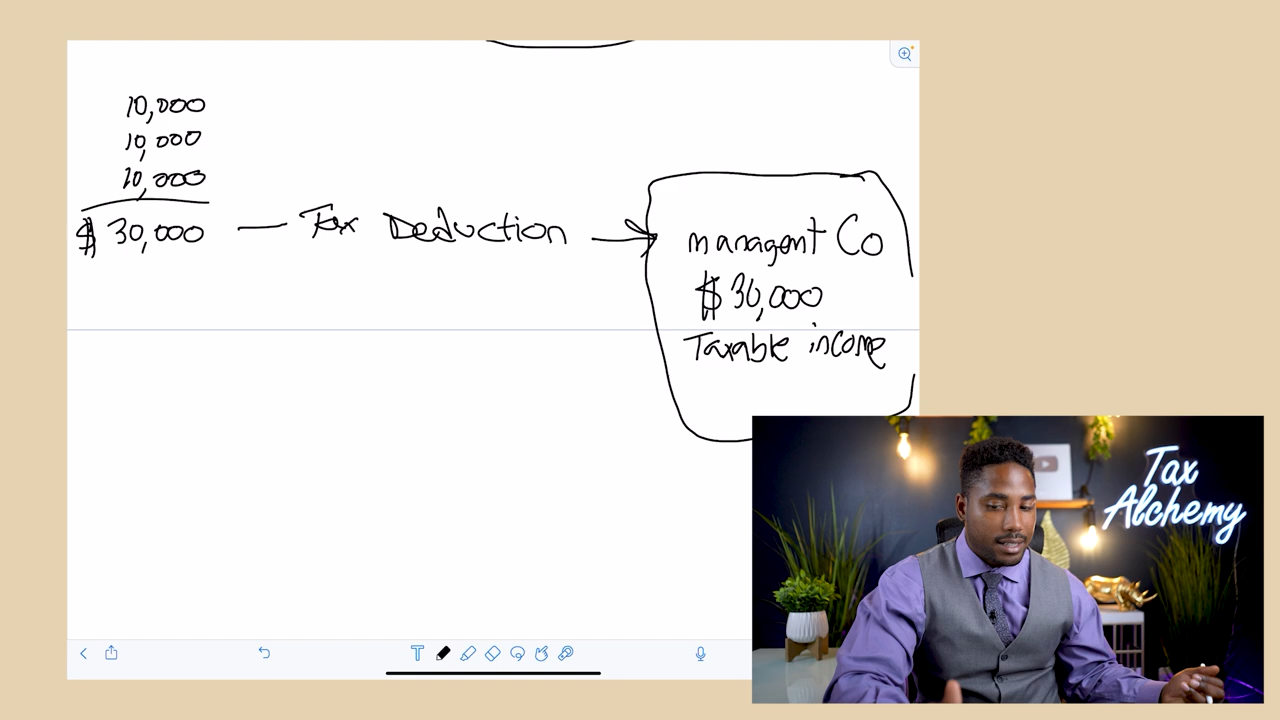 10,000
10,000
10,000
$ 30,000 — Tax Deduction →
managent Co
$ 30,000
Taxable income
Tax
Alchemy
T